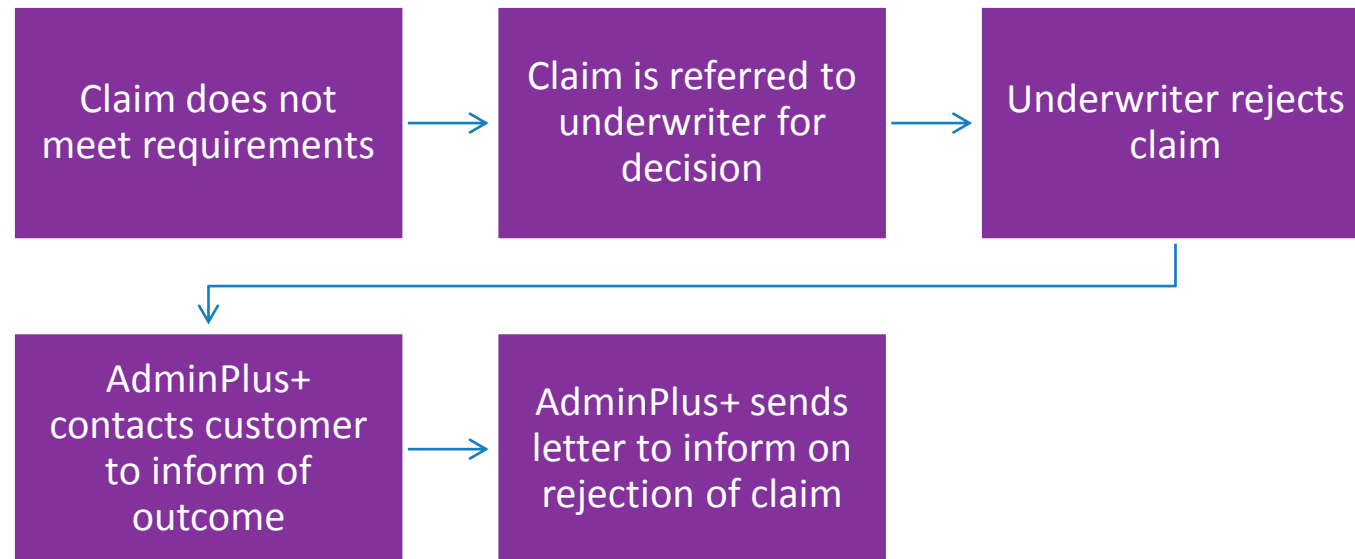 Claim does not
meet requirements
Claim is referred to
underwriter for
decision
Underwriter rejects
claim
AdminPlus+
contacts customer
to inform of
outcome
AdminPlus+ sends
letter to inform on
rejection of claim